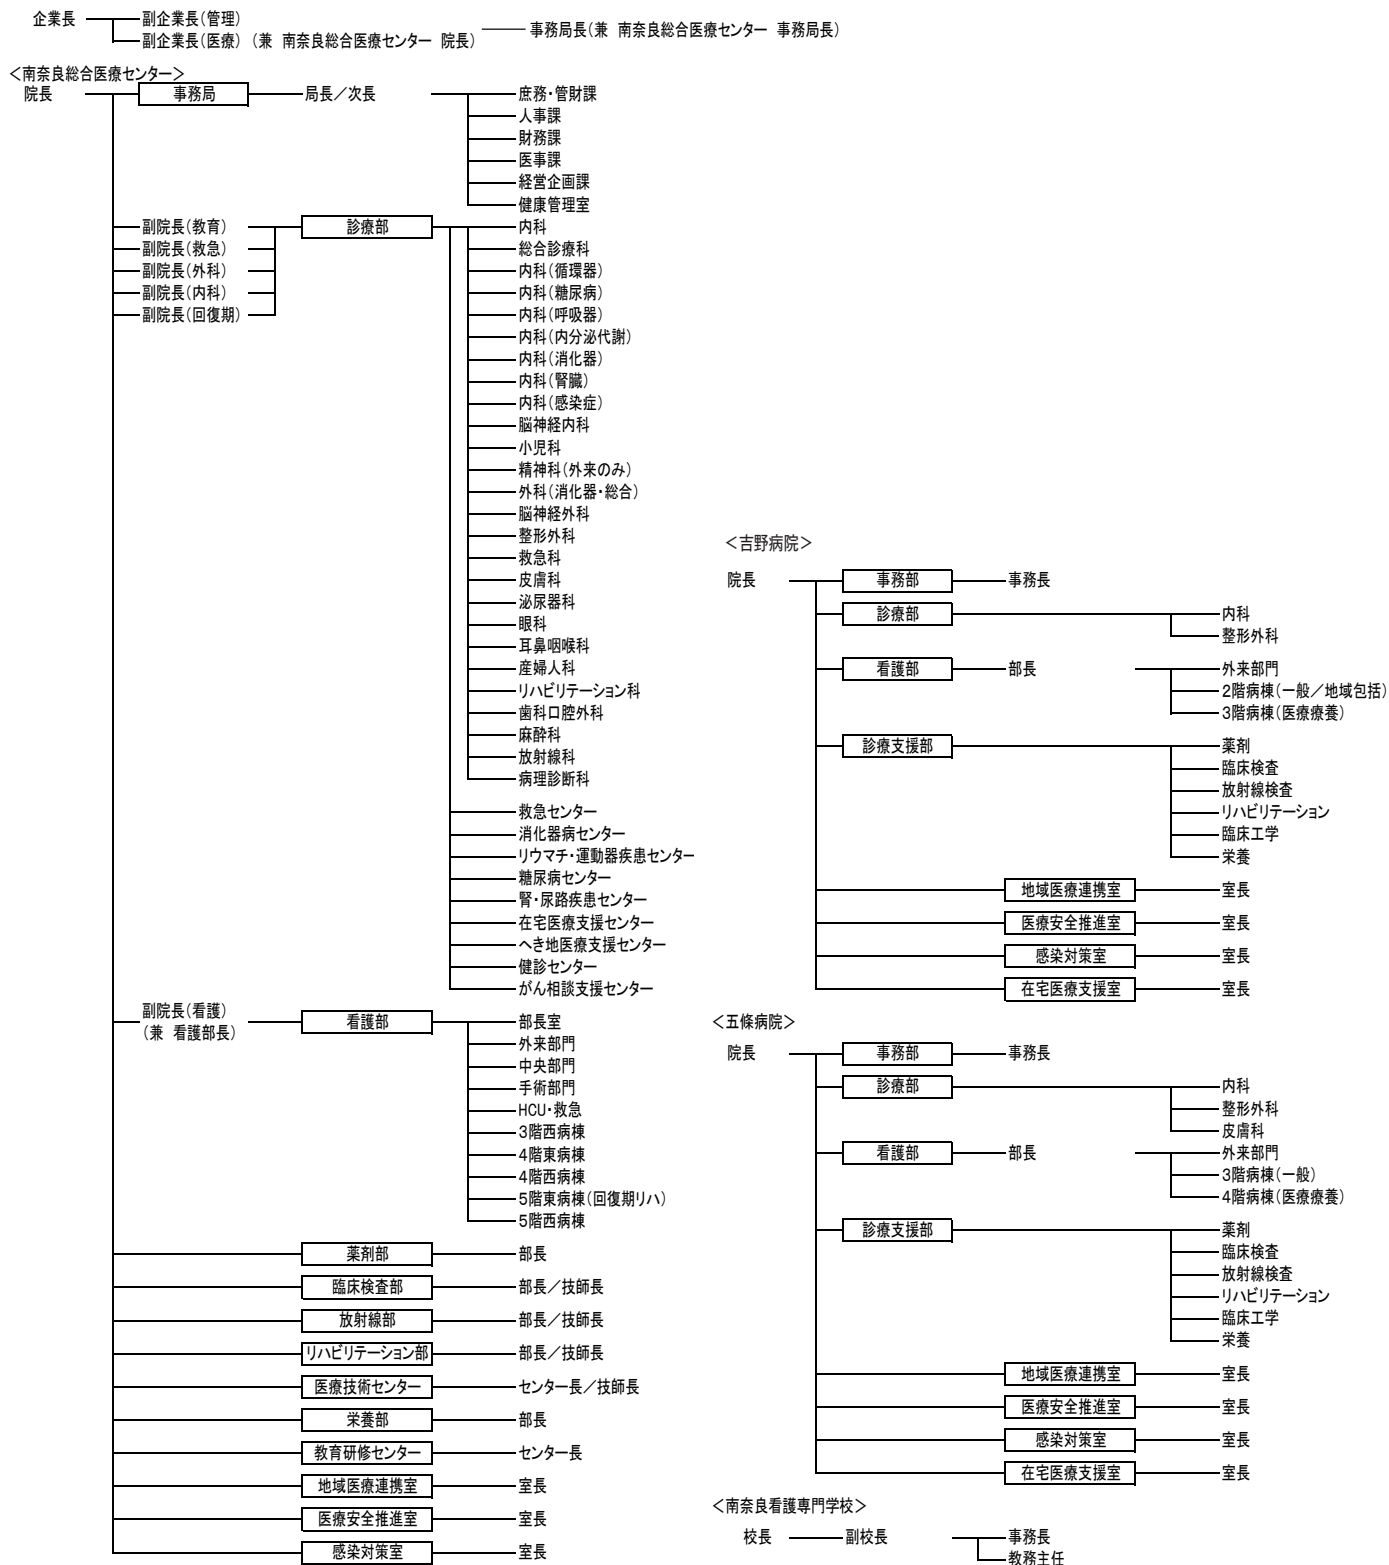 企業長 副企業長（管理）
副企業長（医療）（兼 南奈良総合医療センター 院長） 事務局長（兼 南奈良総合医療センター 事務局長）
＜南奈良総合医療センター＞
院長 事務局 局長／次長 庶務・管財課
人事課
財務課
医事課
経営企画課
健康管理室
副院長（教育） 診療部 内科
副院長（救急） 総合診療科
副院長（外科） 内科（循環器）
副院長（内科） 内科（糖尿病）
副院長（回復期） 内科（呼吸器）
内科（内分泌代謝）
内科（消化器）
内科（腎臓）
内科（感染症）
脳神経内科
小児科
精神科（外来のみ）
外科（消化器・総合）
脳神経外科
整形外科
救急科
皮膚科
泌尿器科
眼科
耳鼻咽喉科
産婦人科
リハビリテーション科
歯科口腔外科
麻酔科
放射線科
病理診断科
救急センター
消化器病センター
リウマチ・運動器疾患センター
糖尿病センター
腎・尿路疾患センター
在宅医療支援センター
へき地医療支援センター
健診センター
がん相談支援センター
副院長（看護）
（兼 看護部長） 看護部 部長室
外来部門
中央部門
手術部門
HCU・救急
3階西病棟
4階東病棟
4階西病棟
5階東病棟（回復期リハ）
5階西病棟
薬剤部 部長
臨床検査部 部長／技師長
放射線部 部長／技師長
リハビリテーション部 部長／技師長
医療技術センター センター長／技師長
栄養部 部長
教育研修センター センター長
地域医療連携室 室長
医療安全推進室 室長
感染対策室 室長
＜吉野病院＞
院長 事務部 事務長
診療部 内科
整形外科
看護部 部長 外来部門
2階病棟（一般／地域包括）
3階病棟（医療療養）
診療支援部 薬剤
臨床検査
放射線検査
リハビリテーション
臨床工学
栄養
地域医療連携室 室長
医療安全推進室 室長
感染対策室 室長
在宅医療支援室 室長
＜五條病院＞
院長 事務部 事務長
診療部 内科
整形外科
皮膚科
看護部 部長 外来部門
3階病棟（一般）
4階病棟（医療療養）
診療支援部 薬剤
臨床検査
放射線検査
リハビリテーション
臨床工学
栄養
地域医療連携室 室長
医療安全推進室 室長
感染対策室 室長
在宅医療支援室 室長
＜南奈良看護専門学校＞
校長 副校長 事務長
教務主任